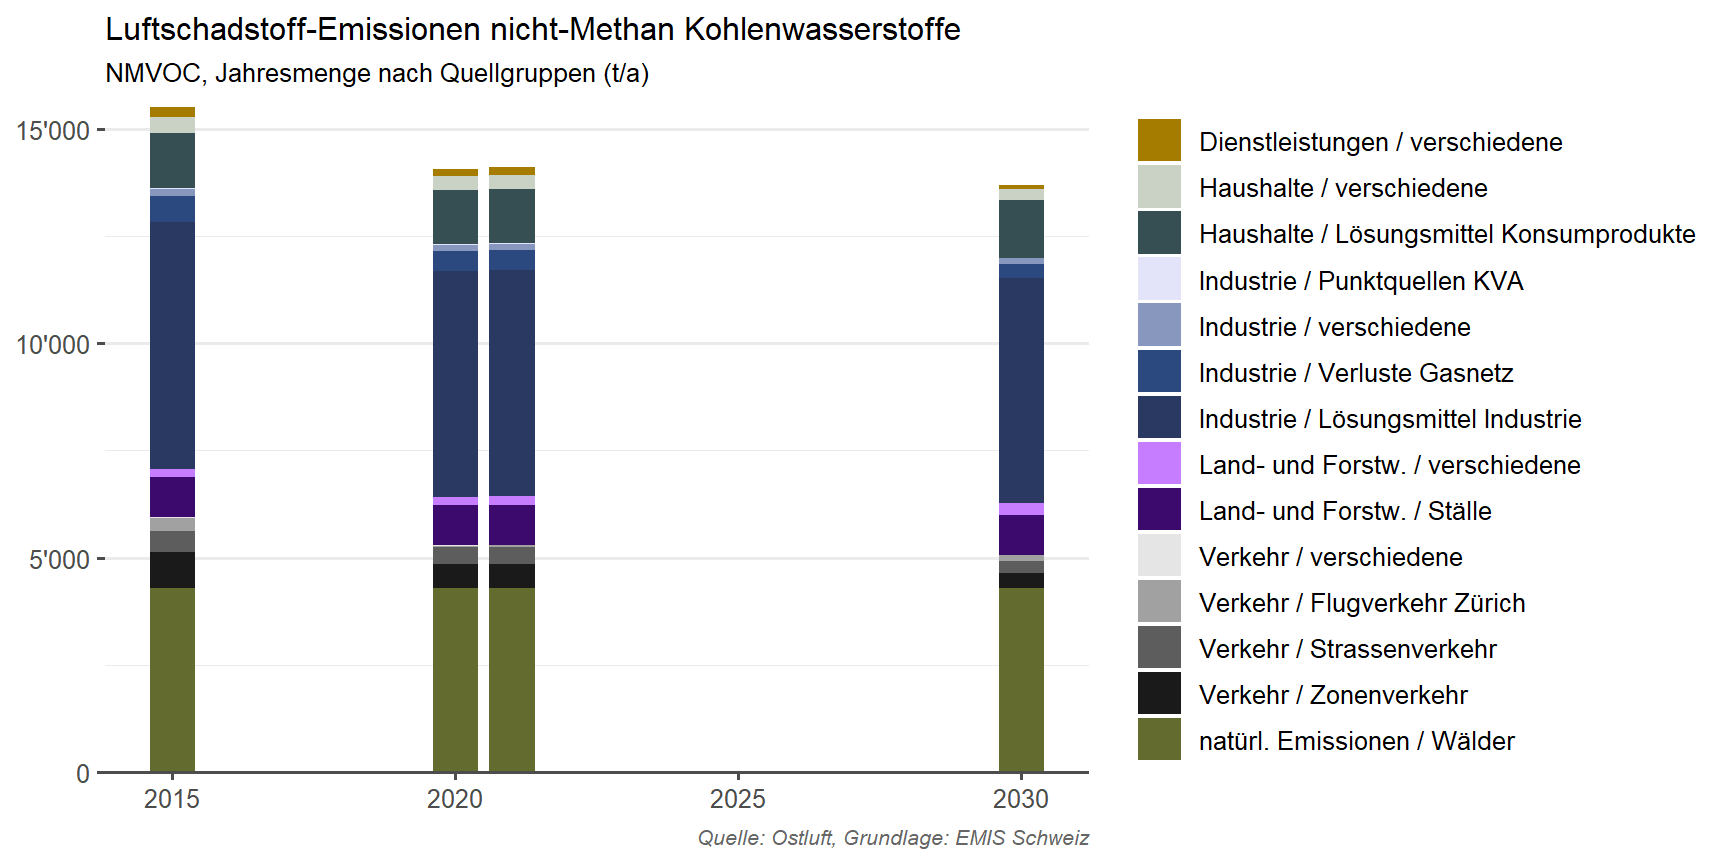 Luftschadstoff-Emissionen nicht-Methan Kohlenwasserstoffe
NMVOC, Jahresmenge nach Quellgruppen (t/a)
15'000
10'000
5'000
0
2015
2020
2025
2030
Dienstleistungen / verschiedene
Haushalte / verschiedene
Haushalte / Lösungsmittel Konsumprodukte
Industrie / Punktquellen KVA
Industrie / verschiedene
Industrie / Verluste Gasnetz
Industrie / Lösungsmittel Industrie
Land- und Forstw. / verschiedene
Land- und Forstw. / Ställe
Verkehr / verschiedene
Verkehr / Flugverkehr Zürich
Verkehr / Strassenverkehr
Verkehr / Zonenverkehr
natürl. Emissionen / Wälder
Quelle: Ostluft, Grundlage: EMIS Schweiz